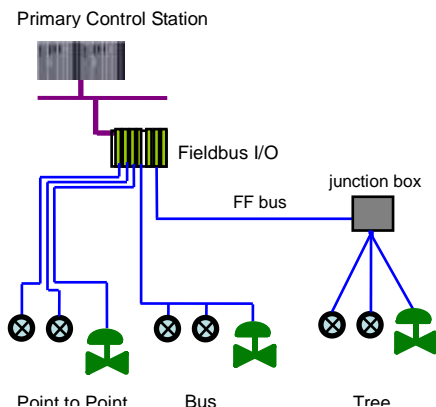 Primary Control Station
Fieldbus I/O
junction box
FF bus
Point to Point
Bus
Tree